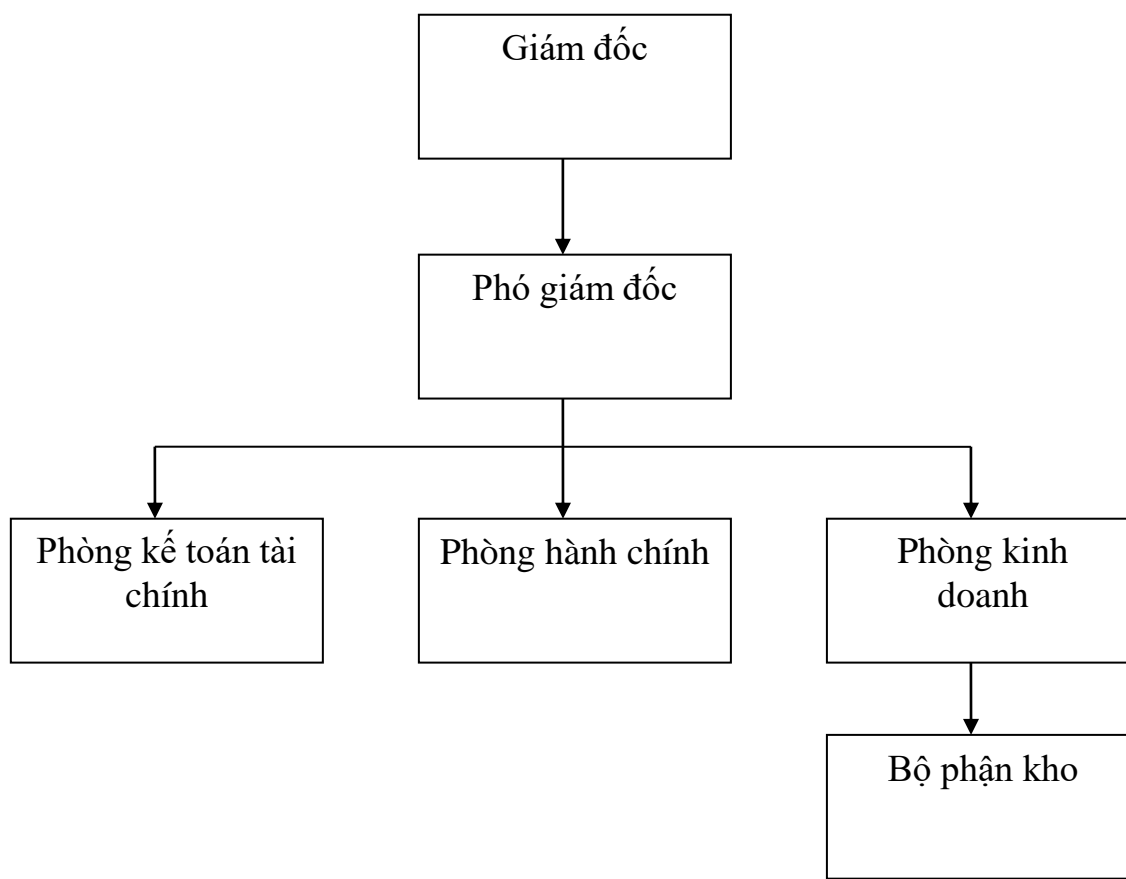 Giám đốc
Phó giám đốc
Phòng kế toán tài
chính
Phòng hành chính
Phòng kinh
doanh
Bộ phận kho